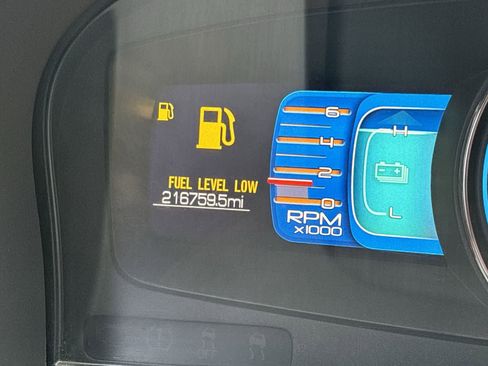 FUEL LEVEL LOW
216759.5mi
6
4
2
0
RPM
x1000
H
L